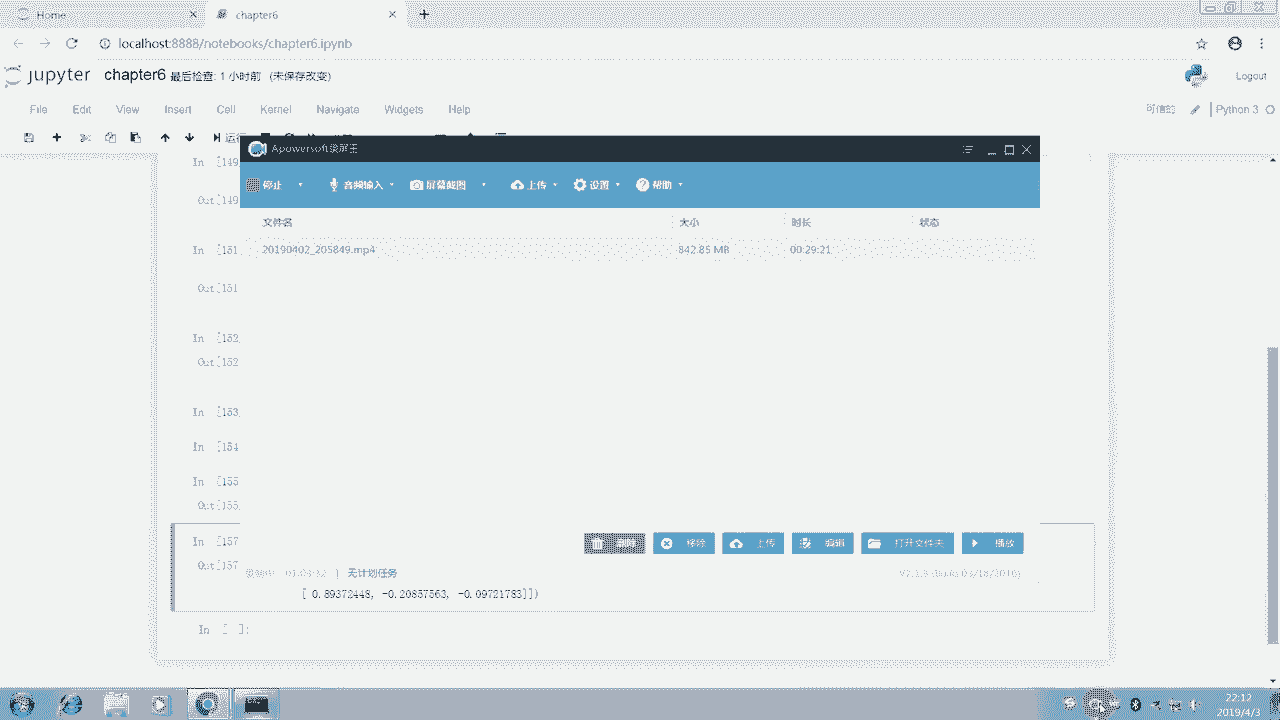 Home
chapter6
localhost:8888/notebooks/chapter6.ipynb
jupyter chapter6 最后检查: 1 小时前 (未保存改变)
Logout
File Edit View Insert Cell Kernel Navigate Widgets Help
可信的 Python 3
Apowersoft录屏王
停止 音频输入 屏幕截图 上传 设置 帮助
文件名 大小 时长 状态
20190402_205849.mp4 842.85 MB 00:29:21
In [149
Out[149
In [151
Out[151
In [152
Out[152
In [153
In [154
In [155
Out[155
In [157
移除 上传 编辑 打开文件夹 播放
Out[157
无计划任务
[ 0.89372448, -0.20857563, -0.09721783]])
In [ ]:
22:12
2019/4/3